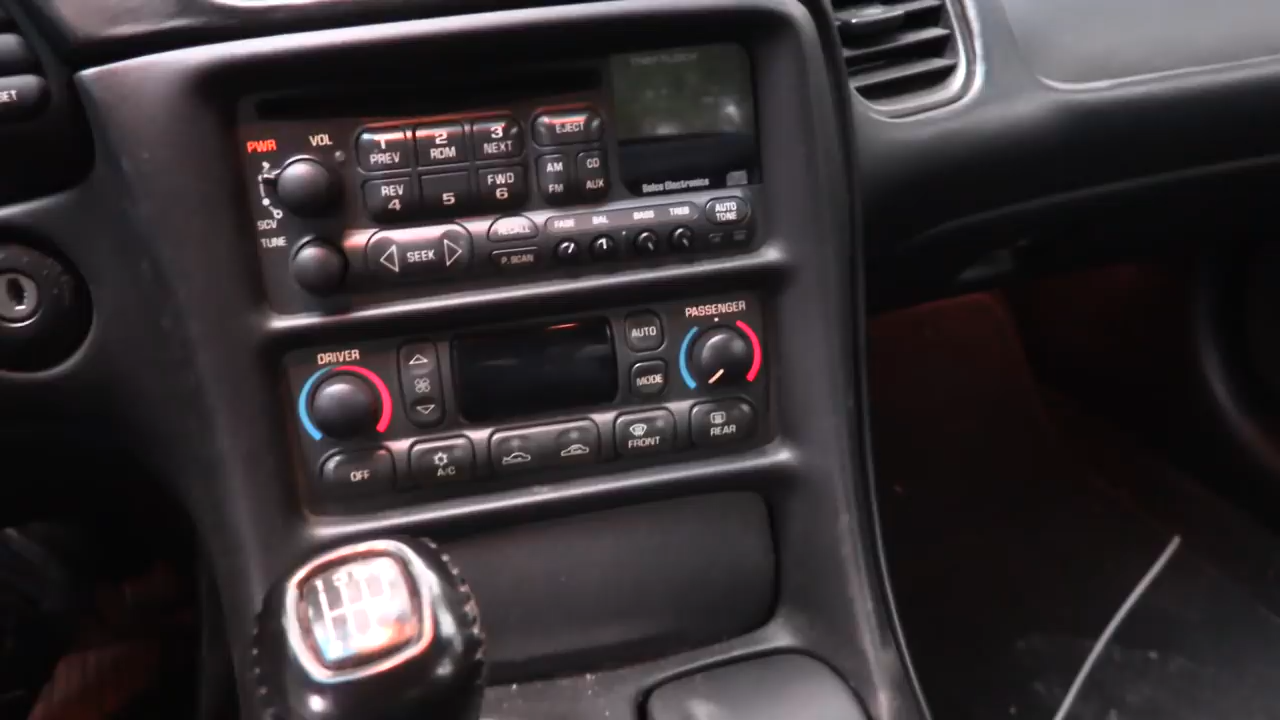 SET
THEFTLOCK
PWR VOL
1 PREV
2 RDM
3 NEXT
EJECT
REV 4
5
FWD 6
AM FM
CD AUX
Delco Electronics
SCV
TUNE
SEEK
RECALL
P.SCAN
FADE BAL BASS TREB
AUTO TONE
DRIVER
AUTO
MODE
PASSENGER
OFF
A/C
FRONT
REAR